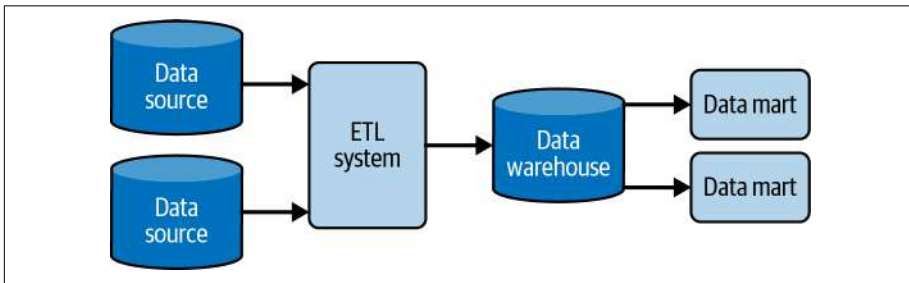 Data
source
Data
source
ETL
system
Data
warehouse
Data mart
Data mart